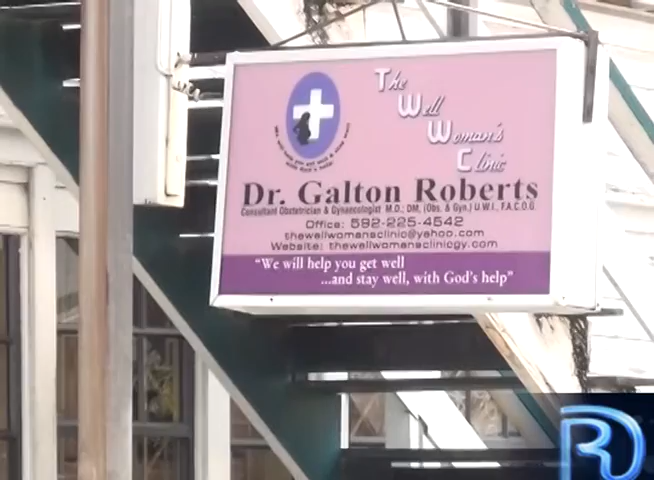 The
Well
Woman's
Clinic
Dr. Galton Roberts
Consultant Obstetrician & Gynaecologist M.D.; DM, (Obs. & Gyn.) U.W.I., F.A.C.O.G.
Office: 592-225-4542
thewellwomansclinic@yahoo.com
Website: thewellwomansclinicgy.com
"We will help you get well
...and stay well, with God's help"